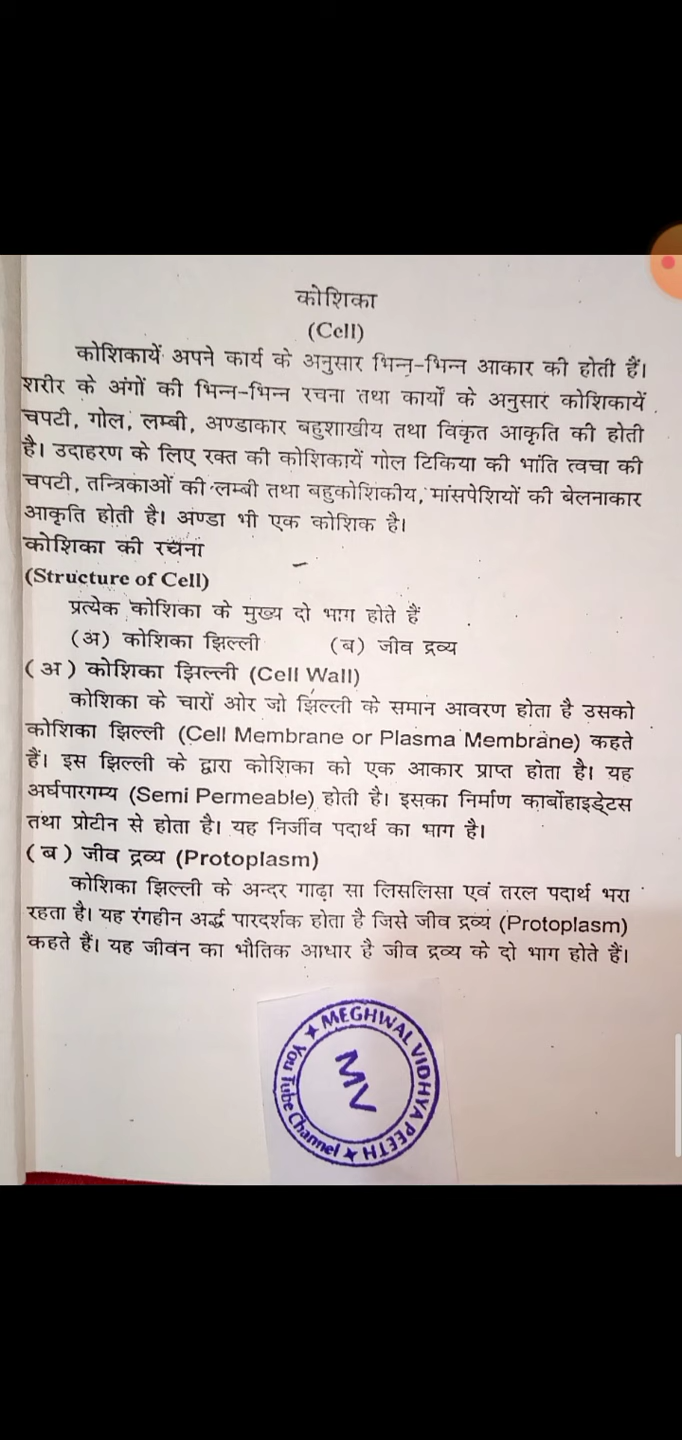 कोशिका
(Cell)
कोशिकायें अपने कार्य के अनुसार भिन्न-भिन्न आकार की होती हैं।
शरीर के अंगों की भिन्न-भिन्न रचना तथा कार्यों के अनुसार कोशिकायें
चपटी, गोल, लम्बी, अण्डाकार बहुशाखीय तथा विकृत आकृति की होती
है। उदाहरण के लिए रक्त की कोशिकायें गोल टिकिया की भांति त्वचा की
चपटी, तन्त्रिकाओं की लम्बी तथा बहुकोशिकीय, मांसपेशियों की बेलनाकार
आकृति होती है। अण्डा भी एक कोशिक है।
कोशिका की रचना
(Structure of Cell)
प्रत्येक कोशिका के मुख्य दो भाग होते हैं
(अ) कोशिका झिल्ली (ब) जीव द्रव्य
(अ) कोशिका झिल्ली (Cell Wall)
कोशिका के चारों ओर जो झिल्ली के समान आवरण होता है उसको
कोशिका झिल्ली (Cell Membrane or Plasma Membrane) कहते
हैं। इस झिल्ली के द्वारा कोशिका को एक आकार प्राप्त होता है। यह
अर्घपारगम्य (Semi Permeable) होती है। इसका निर्माण कार्बोहाइड्रेटस
तथा प्रोटीन से होता है। यह निर्जीव पदार्थ का भाग है।
(ब) जीव द्रव्य (Protoplasm)
कोशिका झिल्ली के अन्दर गाढ़ा सा लिसलिसा एवं तरल पदार्थ भरा
रहता है। यह रंगहीन अर्द्ध पारदर्शक होता है जिसे जीव द्रव्य (Protoplasm)
कहते हैं। यह जीवन का भौतिक आधार है जीव द्रव्य के दो भाग होते हैं।
MEGHWAL VIDHYA PEETH
MV
You Tube Channel